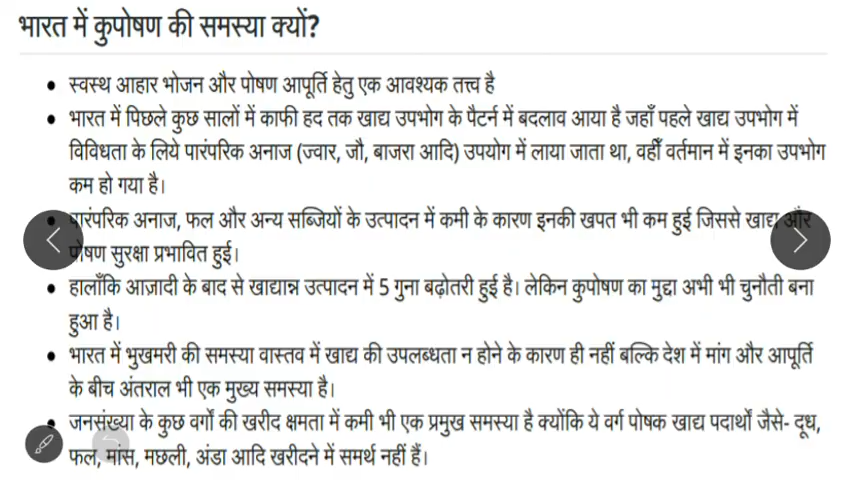 भारत में कुपोषण की समस्या क्यों?
स्वस्थ आहार भोजन और पोषण आपूर्ति हेतु एक आवश्यक तत्त्व है
भारत में पिछले कुछ सालों में काफी हद तक खाद्य उपभोग के पैटर्न में बदलाव आया है जहाँ पहले खाद्य उपभोग में
विविधता के लिये पारंपरिक अनाज (ज्वार, जौ, बाजरा आदि) उपयोग में लाया जाता था, वहीँ वर्तमान में इनका उपभोग
कम हो गया है।
पारंपरिक अनाज, फल और अन्य सब्जियों के उत्पादन में कमी के कारण इनकी खपत भी कम हुई जिससे खाद्य और
पोषण सुरक्षा प्रभावित हुई।
हालाँकि आज़ादी के बाद से खाद्यान्न उत्पादन में 5 गुना बढ़ोतरी हुई है। लेकिन कुपोषण का मुद्दा अभी भी चुनौती बना
हुआ है।
भारत में भुखमरी की समस्या वास्तव में खाद्य की उपलब्धता न होने के कारण ही नहीं बल्कि देश में मांग और आपूर्ति
के बीच अंतराल भी एक मुख्य समस्या है।
जनसंख्या के कुछ वर्गों की खरीद क्षमता में कमी भी एक प्रमुख समस्या है क्योंकि ये वर्ग पोषक खाद्य पदार्थों जैसे- दूध,
फल, मांस, मछली, अंडा आदि खरीदने में समर्थ नहीं हैं।